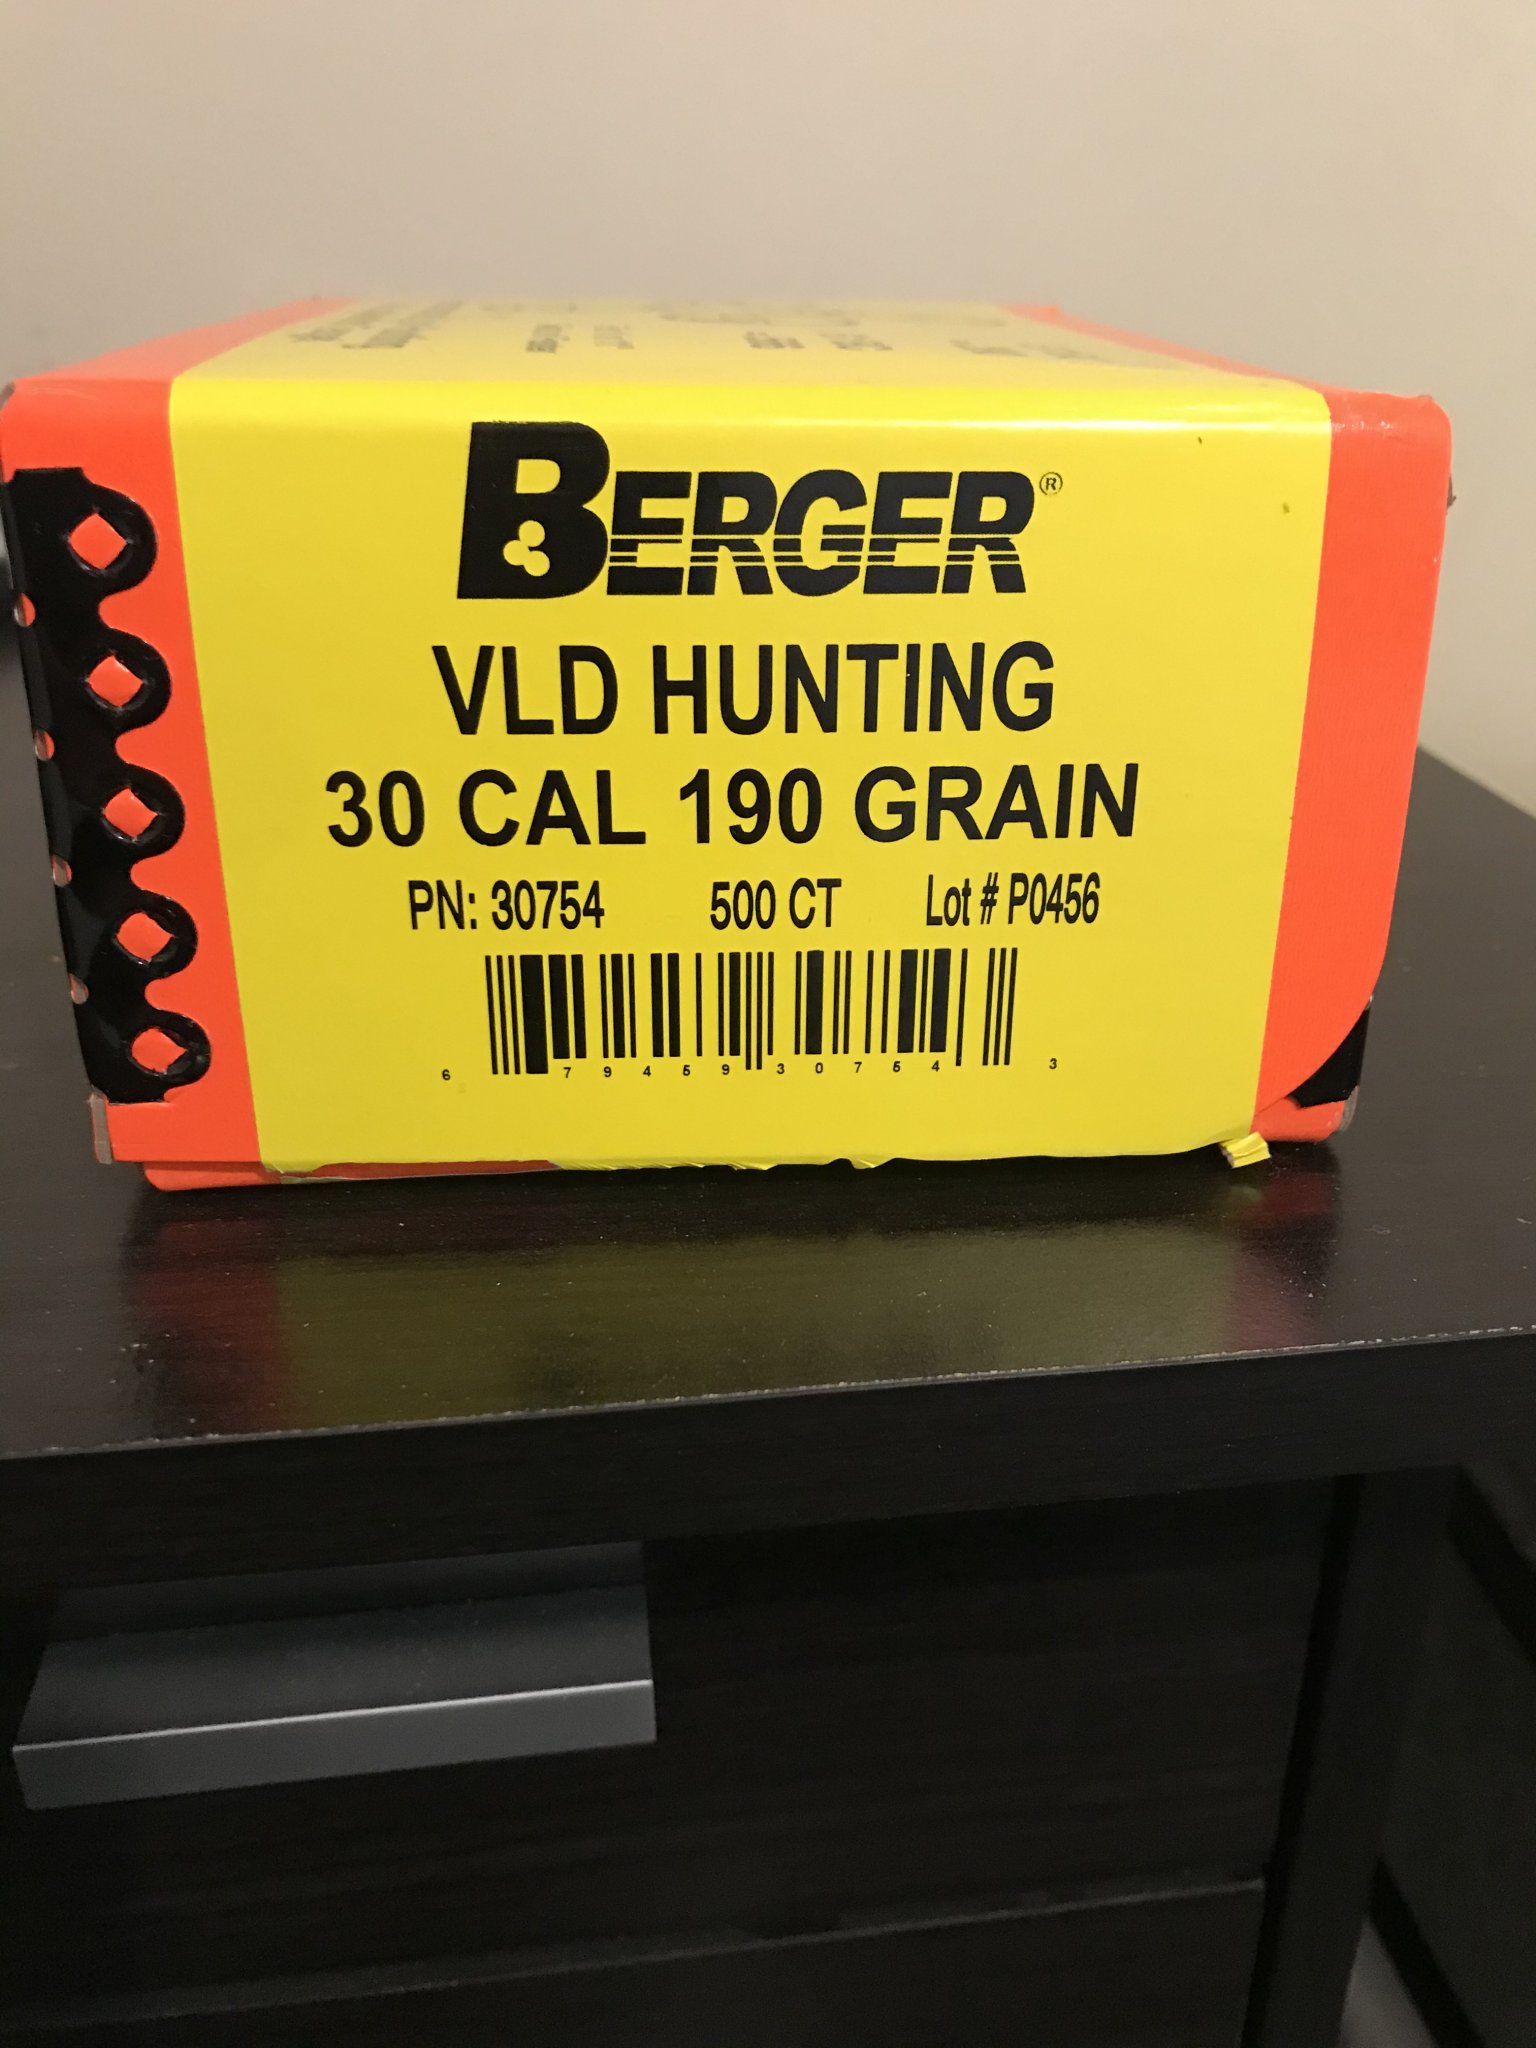 BERGER®
VLD HUNTING
30 CAL 190 GRAIN
PN: 30754 500 CT Lot # P0456
6 79459 30754 3